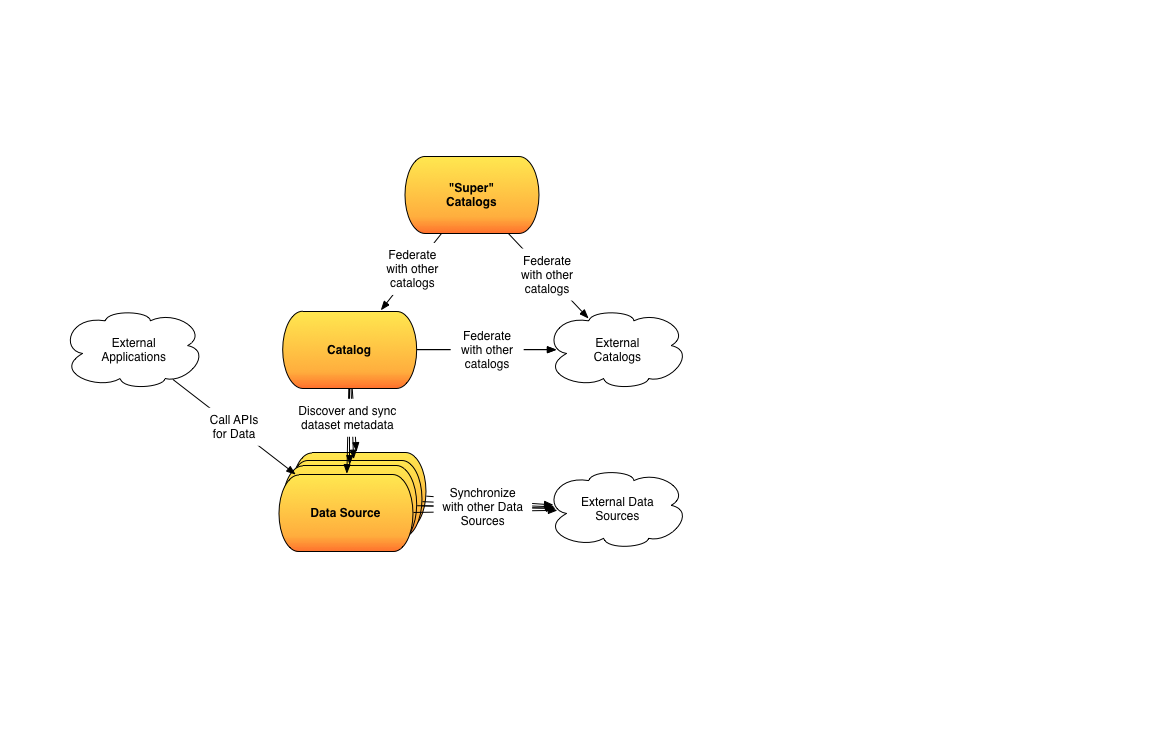 "Super"
Catalogs
Federate
with other
catalogs
Federate
with other
catalogs
External
Applications
Catalog
Federate
with other
catalogs
External
Catalogs
Discover and sync
dataset metadata
Call APIs
for Data
Data Source
Synchronize
with other Data
Sources
External Data
Sources